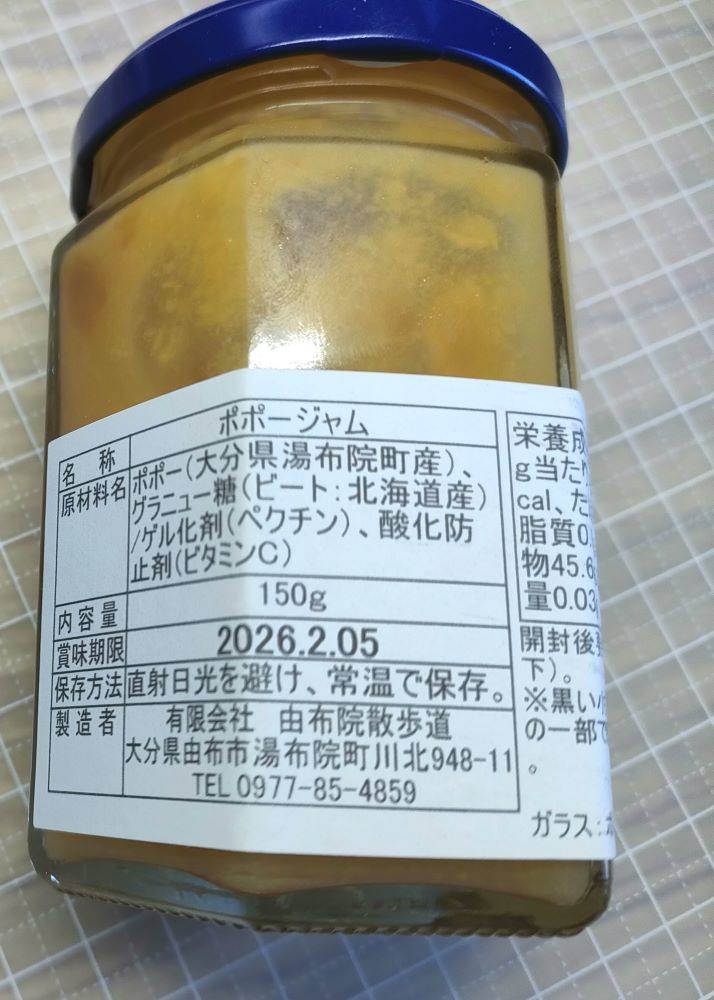 名称 ポポージャム
原材料名 ポポー(大分県湯布院町産)、
グラニュー糖(ビート:北海道産)
/ゲル化剤(ペクチン)、酸化防
止剤(ビタミンC)
内容量 150g
賞味期限 2026.2.05
保存方法 直射日光を避け、常温で保存。
製造者 有限会社 由布院散歩道
大分県由布市湯布院町川北948-11
TEL 0977-85-4859
栄養成
g当たり
cal、た
脂質0.
物45.6
量0.03
開封後
下)。
※黒い
の一部で
。
ガラス: